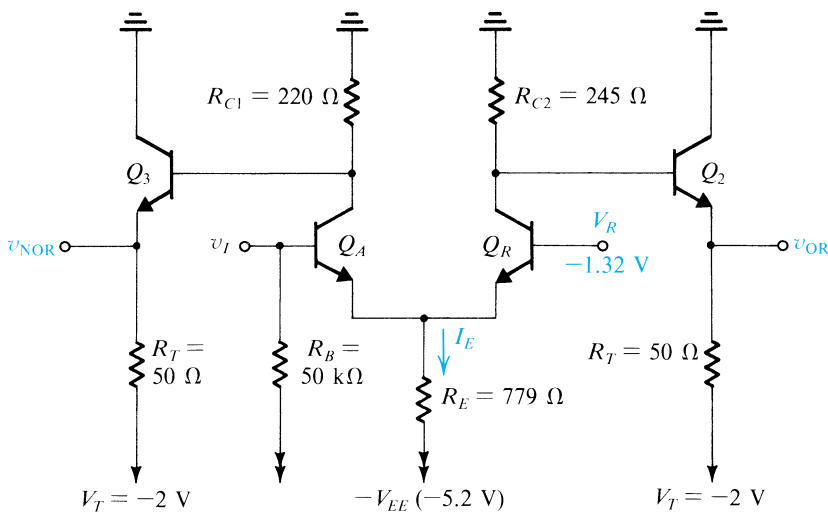 R_C1 = 220 Ω
R_C2 = 245 Ω
Q_3
Q_2
v_NOR
v_I
Q_A
Q_R
V_R
−1.32 V
v_OR
R_T =
50 Ω
R_B =
50 kΩ
I_E
R_E = 779 Ω
R_T = 50 Ω
V_T = −2 V
−V_EE (−5.2 V)
V_T = −2 V